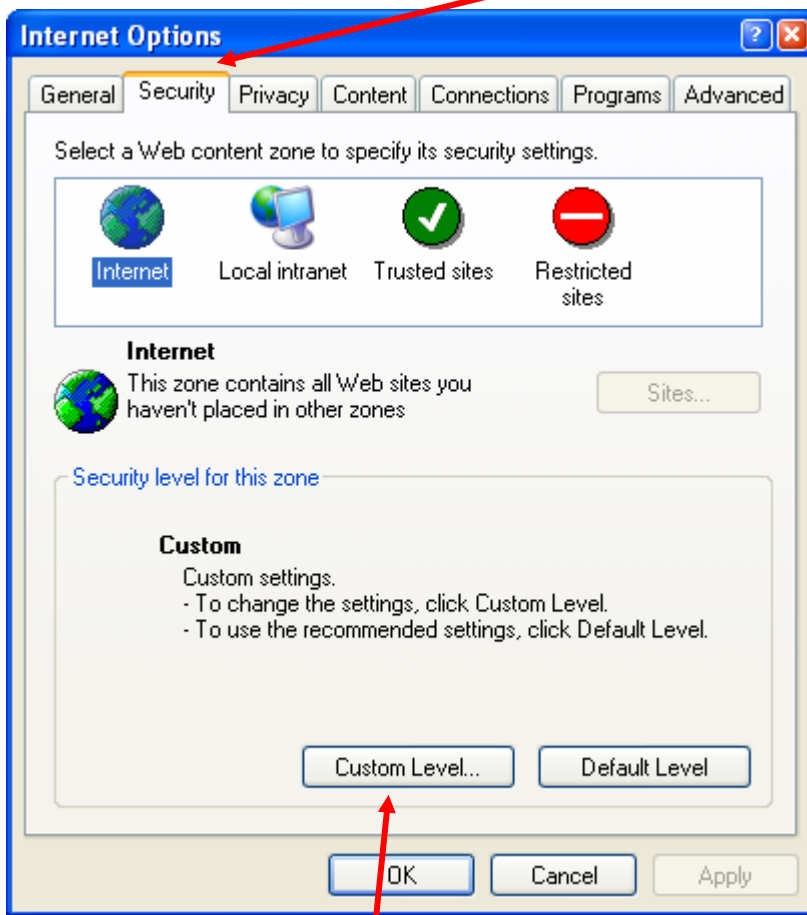 Internet Options
General Security Privacy Content Connections Programs Advanced
Select a Web content zone to specify its security settings.
Internet Local intranet Trusted sites Restricted sites
Internet
This zone contains all Web sites you
haven't placed in other zones
Sites...
Security level for this zone
Custom
Custom settings.
- To change the settings, click Custom Level.
- To use the recommended settings, click Default Level.
Custom Level... Default Level
OK Cancel Apply